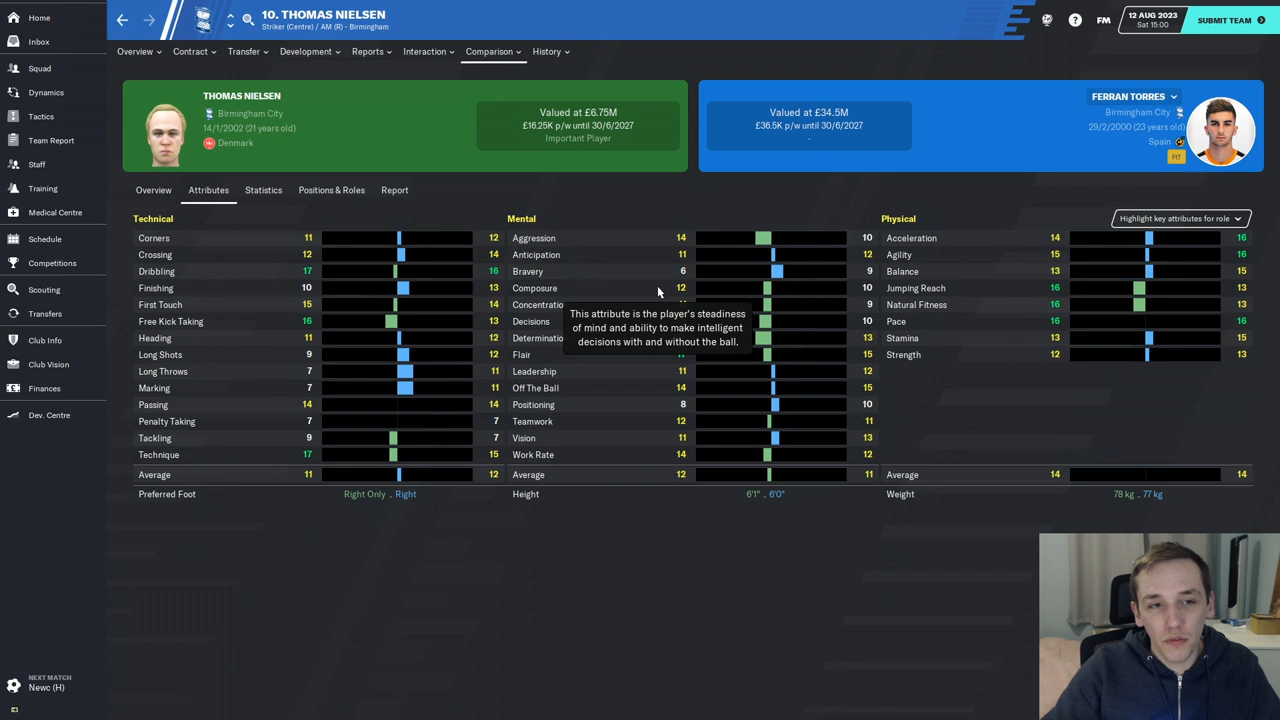 Home
Inbox
Squad
Dynamics
Tactics
Team Report
Staff
Training
Medical Centre
Schedule
Competitions
Scouting
Transfers
Club Info
Club Vision
Finances
Dev. Centre
NEXT MATCH
Newc (H)
10. THOMAS NIELSEN
Striker (Centre) / AM (R) - Birmingham
FM
12 AUG 2023
Sat 15:00
SUBMIT TEAM
Overview Contract Transfer Development Reports Interaction Comparison History
THOMAS NIELSEN
Birmingham City
14/1/2002 (21 years old)
Denmark
Valued at £6.75M
£16.25K p/w until 30/6/2027
Important Player
Valued at £34.5M
£36.5K p/w until 30/6/2027
-
FERRAN TORRES
Birmingham City
29/2/2000 (23 years old)
Spain
FIT
Overview Attributes Statistics Positions & Roles Report
Highlight key attributes for role
Technical
Corners 11 12
Crossing 12 14
Dribbling 17 16
Finishing 10 13
First Touch 15 14
Free Kick Taking 16 13
Heading 11 12
Long Shots 9 12
Long Throws 7 11
Marking 7 11
Passing 14 14
Penalty Taking 7 7
Tackling 9 7
Technique 17 15
Average 11 12
Preferred Foot Right Only - Right
Mental
Aggression 14 10
Anticipation 11 12
Bravery 6 9
Composure 12 10
Concentratio 9
Decisions 10
Determinatio 13
Flair 15
Leadership 11 12
Off The Ball 14 15
Positioning 8 10
Teamwork 12 11
Vision 11 13
Work Rate 14 12
Average 12 11
Height 6'1" - 6'0"
This attribute is the player's steadiness
of mind and ability to make intelligent
decisions with and without the ball.
Physical
Acceleration 14 16
Agility 15 16
Balance 13 15
Jumping Reach 16 13
Natural Fitness 16 13
Pace 16 16
Stamina 13 15
Strength 12 13
Average 14 14
Weight 78 kg - 77 kg